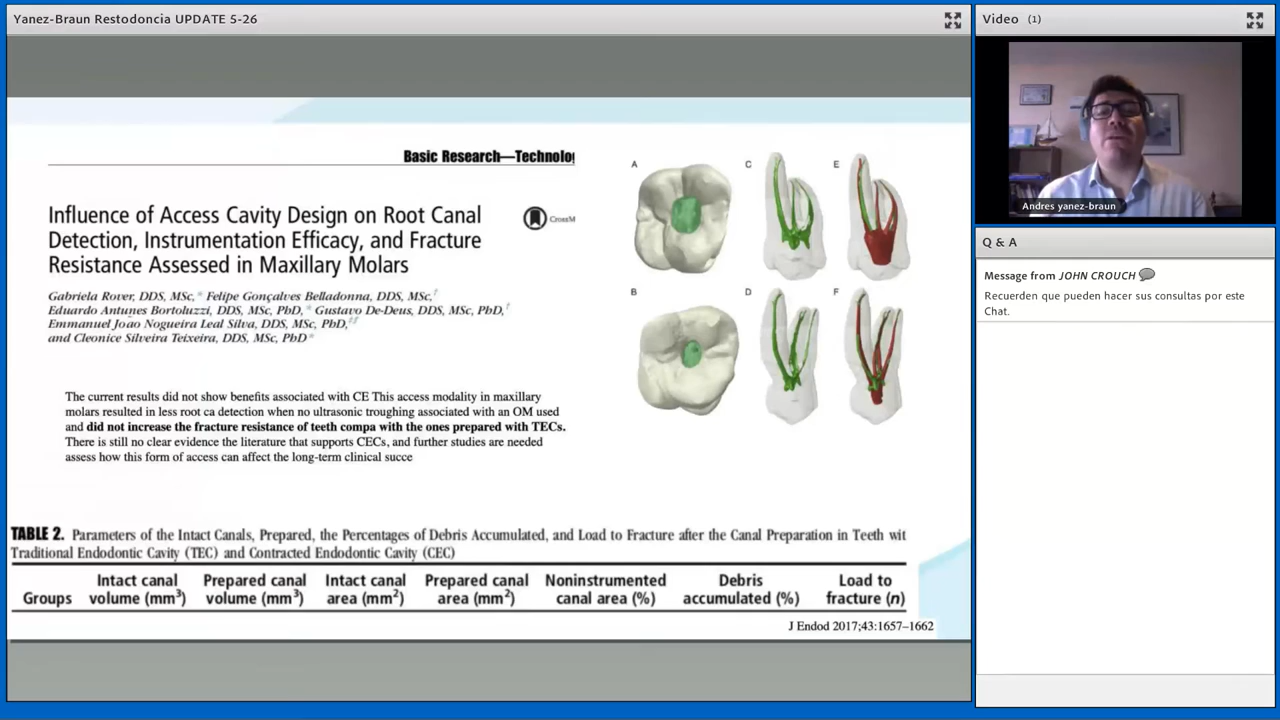 Yanez-Braun Restodoncia UPDATE 5-26
Basic Research—Technolo
Influence of Access Cavity Design on Root Canal
Detection, Instrumentation Efficacy, and Fracture
Resistance Assessed in Maxillary Molars
CrossM
Gabriela Rover, DDS, MSc,* Felipe Gonçalves Belladonna, DDS, MSc,†
Eduardo Antunes Bortoluzzi, DDS, MSc, PhD,* Gustavo De-Deus, DDS, MSc, PhD,†
Emmanuel Joao Nogueira Leal Silva, DDS, MSc, PhD,†‡
and Cleonice Silveira Teixeira, DDS, MSc, PhD*
The current results did not show benefits associated with CE This access modality in maxillary
molars resulted in less root ca detection when no ultrasonic troughing associated with an OM used
and did not increase the fracture resistance of teeth compa with the ones prepared with TECs.
There is still no clear evidence the literature that supports CECs, and further studies are needed
assess how this form of access can affect the long-term clinical succe
A
C
E
B
D
F
TABLE 2. Parameters of the Intact Canals, Prepared, the Percentages of Debris Accumulated, and Load to Fracture after the Canal Preparation in Teeth wit
Traditional Endodontic Cavity (TEC) and Contracted Endodontic Cavity (CEC)
Groups
Intact canal
volume (mm³)
Prepared canal
volume (mm³)
Intact canal
area (mm²)
Prepared canal
area (mm²)
Noninstrumented
canal area (%)
Debris
accumulated (%)
Load to
fracture (n)
J Endod 2017;43:1657–1662
Video (1)
Andres yanez-braun
Q & A
Message from JOHN CROUCH
Recuerden que pueden hacer sus consultas por este
Chat.